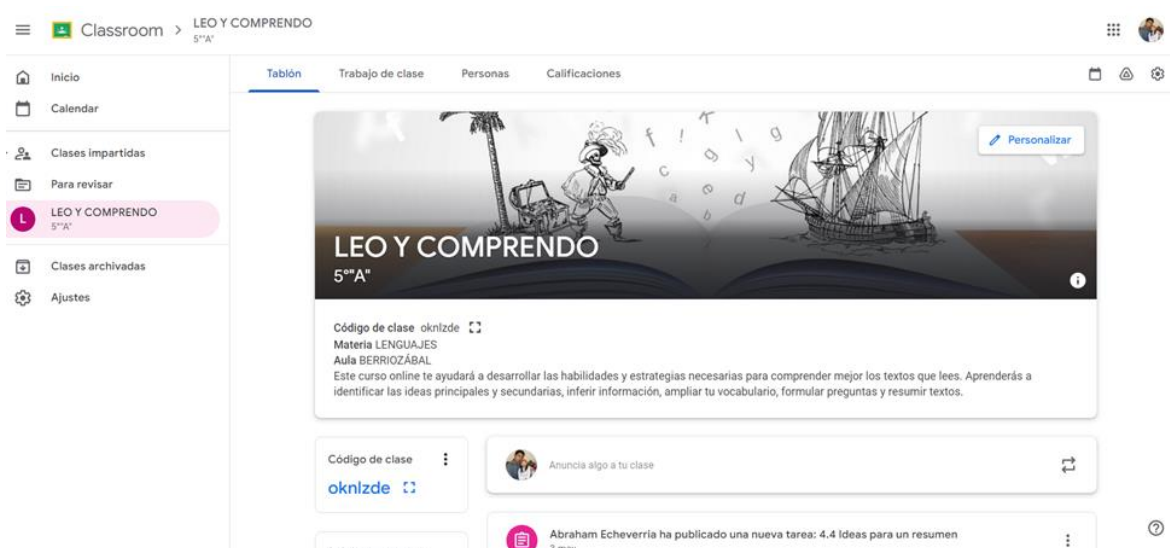 Classroom > LEO Y COMPRENDO
5°"A"
Inicio
Calendar
Clases impartidas
Para revisar
L LEO Y COMPRENDO
5°"A"
Clases archivadas
Ajustes
Tablón Trabajo de clase Personas Calificaciones
Personalizar
LEO Y COMPRENDO
5°"A"
Código de clase oknlzde
Materia LENGUAJES
Aula BERRIOZÁBAL
Este curso online te ayudará a desarrollar las habilidades y estrategias necesarias para comprender mejor los textos que lees. Aprenderás a
identificar las ideas principales y secundarias, inferir información, ampliar tu vocabulario, formular preguntas y resumir textos.
Código de clase
oknlzde
Anuncia algo a tu clase
Abraham Echeverria ha publicado una nueva tarea: 4.4 Ideas para un resumen